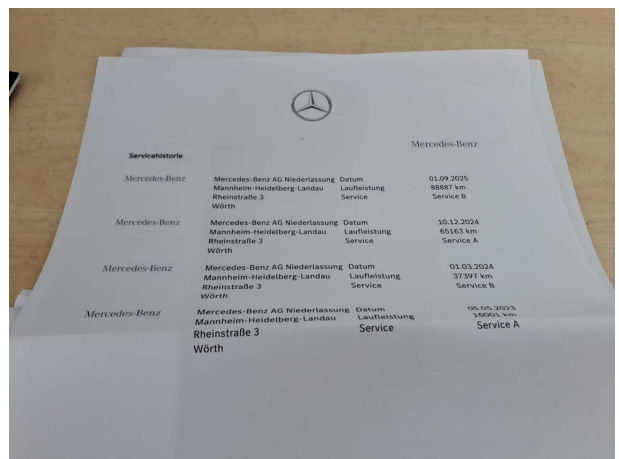 Mercedes-Benz
Servicehistorie
Mercedes-Benz Mercedes-Benz AG Niederlassung Datum 01.09.2025
Mannheim-Heidelberg-Landau Laufleistung 88887 km
Rheinstraße 3 Service Service B
Wörth
Mercedes-Benz Mercedes-Benz AG Niederlassung Datum 10.12.2024
Mannheim-Heidelberg-Landau Laufleistung 65163 km
Rheinstraße 3 Service Service A
Wörth
Mercedes-Benz Mercedes-Benz AG Niederlassung Datum 01.03.2024
Mannheim-Heidelberg-Landau Laufleistung 37397 km
Rheinstraße 3 Service Service B
Wörth
Mercedes-Benz Mercedes-Benz AG Niederlassung Datum 05.05.2023
Mannheim-Heidelberg-Landau Laufleistung 16001 km
Rheinstraße 3 Service Service A
Wörth